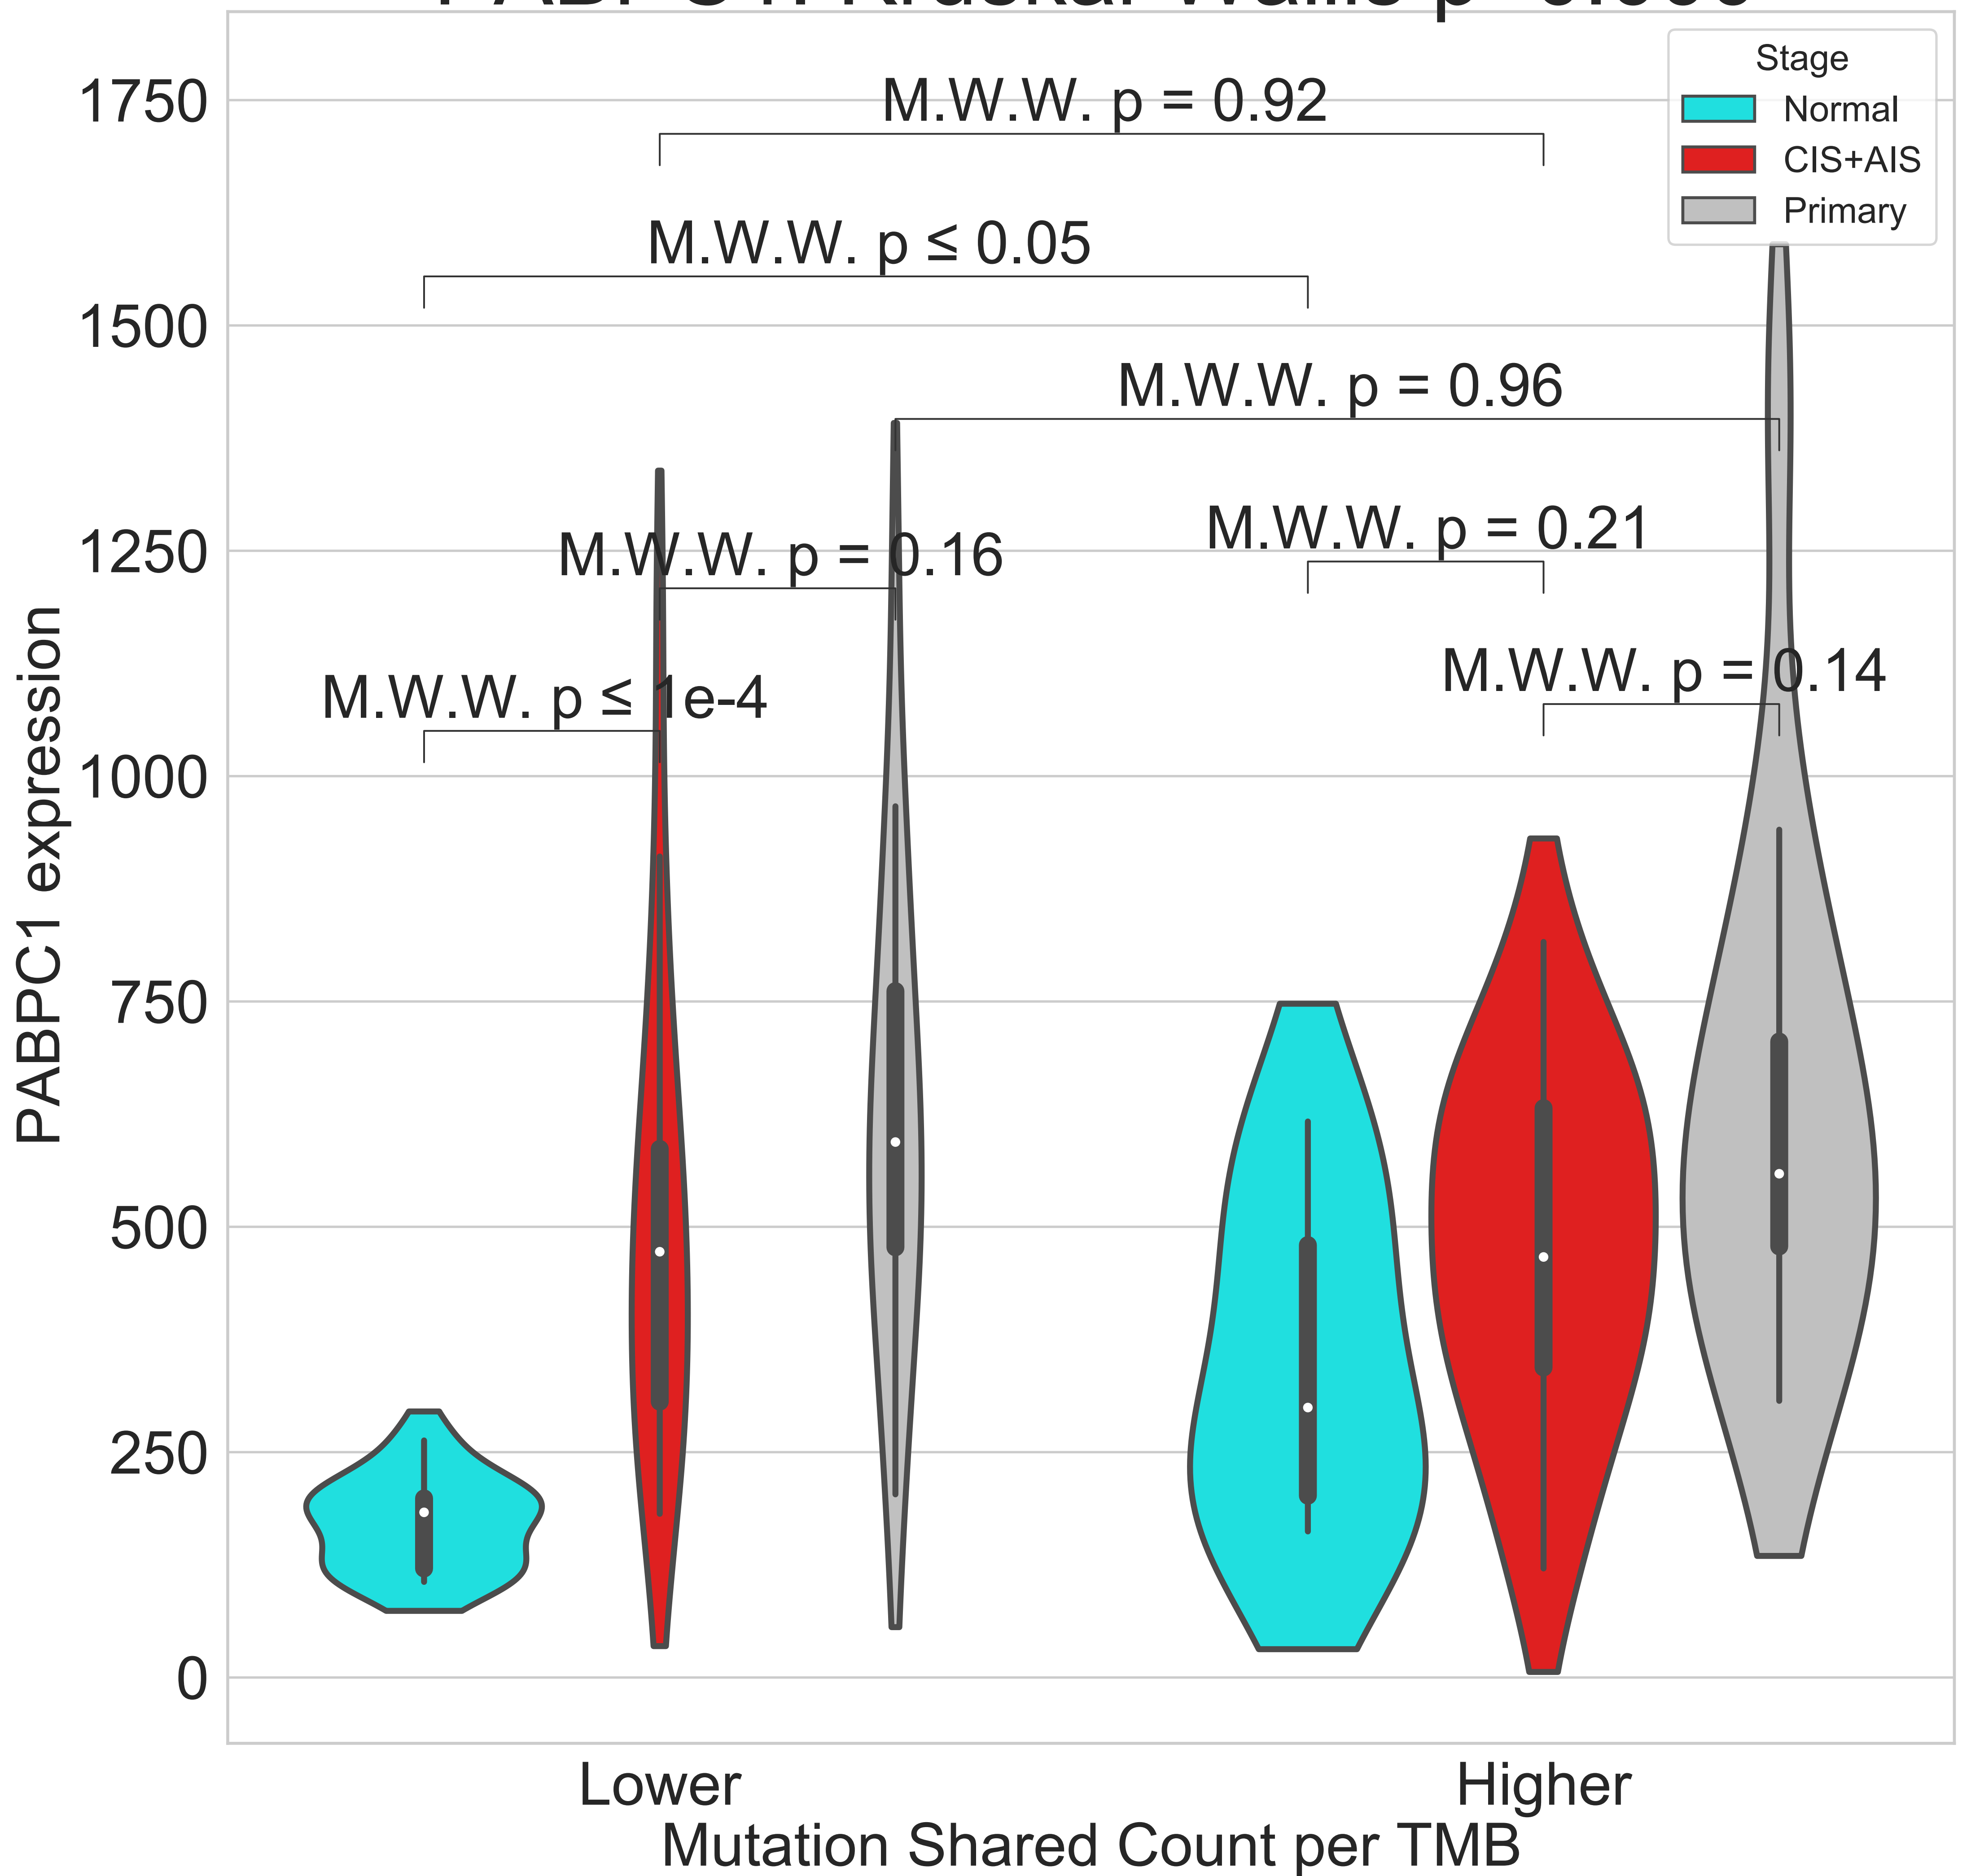 Stage
Normal
CIS+AIS
Primary
M.W.W. p = 0.92
M.W.W. p ≤ 0.05
M.W.W. p = 0.96
M.W.W. p = 0.21
M.W.W. p = 0.16
M.W.W. p = 0.14
M.W.W. p ≤ 1e-4
1750
1500
1250
1000
750
500
250
0
PABPC1 expression
Lower
Higher
Mutation Shared Count per TMB